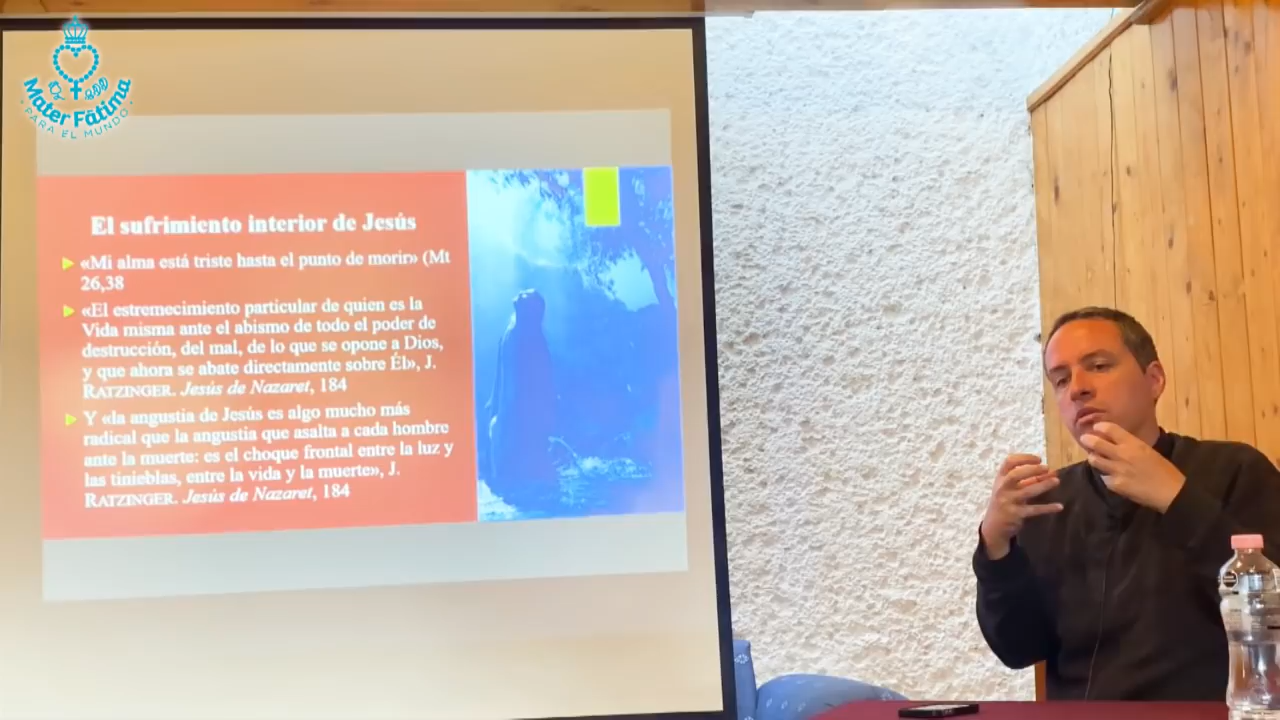 Mater Fátima
PARA EL MUNDO
El sufrimiento interior de Jesús
«Mi alma está triste hasta el punto de morir» (Mt
26,38
«El estremecimiento particular de quien es la
Vida misma ante el abismo de todo el poder de
destrucción, del mal, de lo que se opone a Dios,
y que ahora se abate directamente sobre Él», J.
RATZINGER. Jesús de Nazaret, 184
Y «la angustia de Jesús es algo mucho más
radical que la angustia que asalta a cada hombre
ante la muerte: es el choque frontal entre la luz y
las tinieblas, entre la vida y la muerte», J.
RATZINGER. Jesús de Nazaret, 184